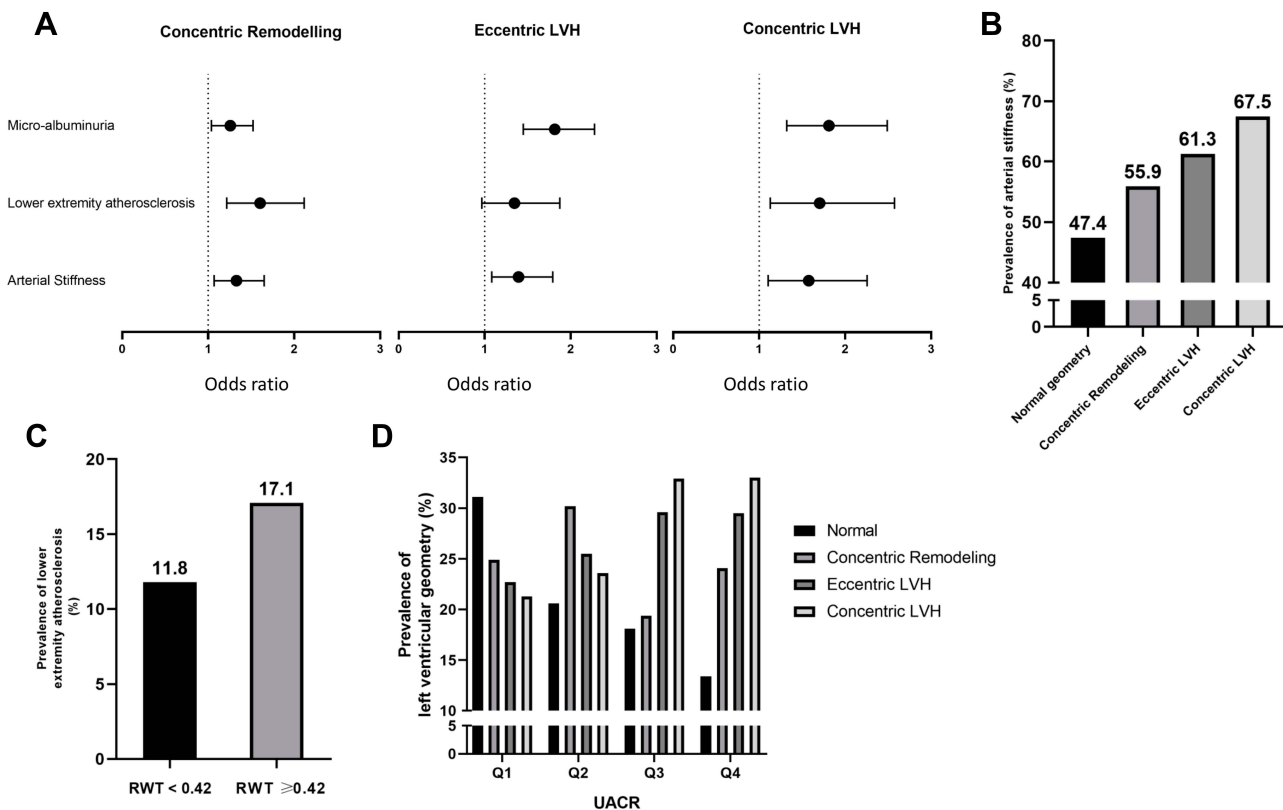 A
Concentric Remodelling
Eccentric LVH
Concentric LVH
Micro-albuminuria
Lower extremity atherosclerosis
Arterial Stiffness
0 1 2 3
0 1 2 3
0 1 2 3
Odds ratio
Odds ratio
Odds ratio
B
Prevalence of arterial stiffness (%)
80
70
60
50
40
5
0
47.4
55.9
61.3
67.5
Normal geometry
Concentric Remodeling
Eccentric LVH
Concentric LVH
C
Prevalence of lower
extremity atherosclerosis
(%)
20
15
10
5
0
11.8
17.1
RWT < 0.42
RWT ⩾0.42
D
Prevalence of
left ventricular geometry (%)
35
30
25
20
15
10
5
0
Q1 Q2 Q3 Q4
UACR
Normal
Concentric Remodeling
Eccentric LVH
Concentric LVH